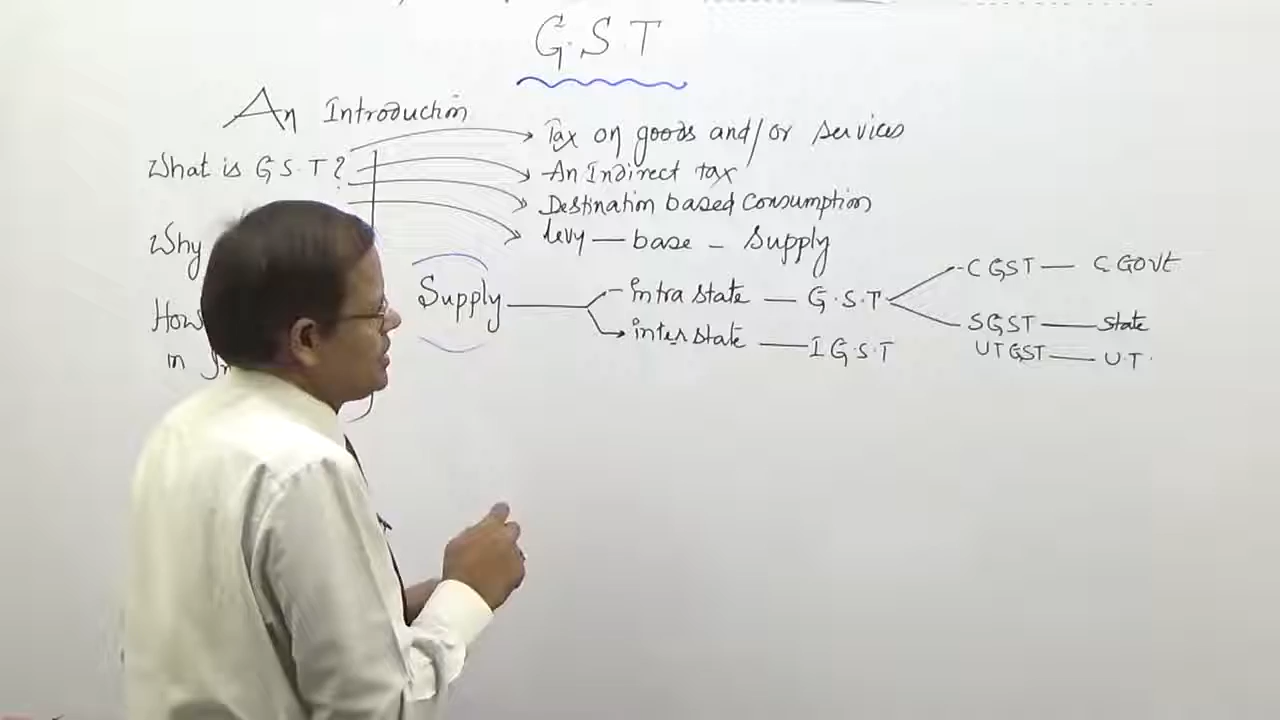 G.S.T
An Introduction
What is G.S.T?
Tax on goods and/or services
An Indirect tax
Destination based Consumption
levy — base - Supply
Why
How
in
Supply
intra state — G.S.T
inter state — I G.S.T
CGST — C GOVT
SGST — State
UTGST — U.T.